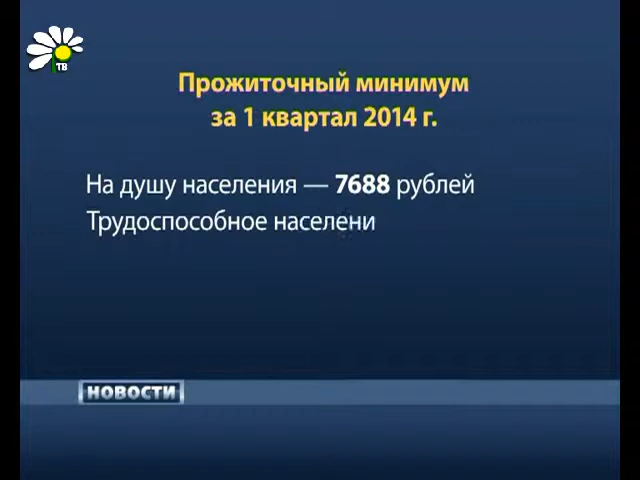 ТВ
Прожиточный минимум
за 1 квартал 2014 г.
На душу населения — 7688 рублей
Трудоспособное населени
НОВОСТИ